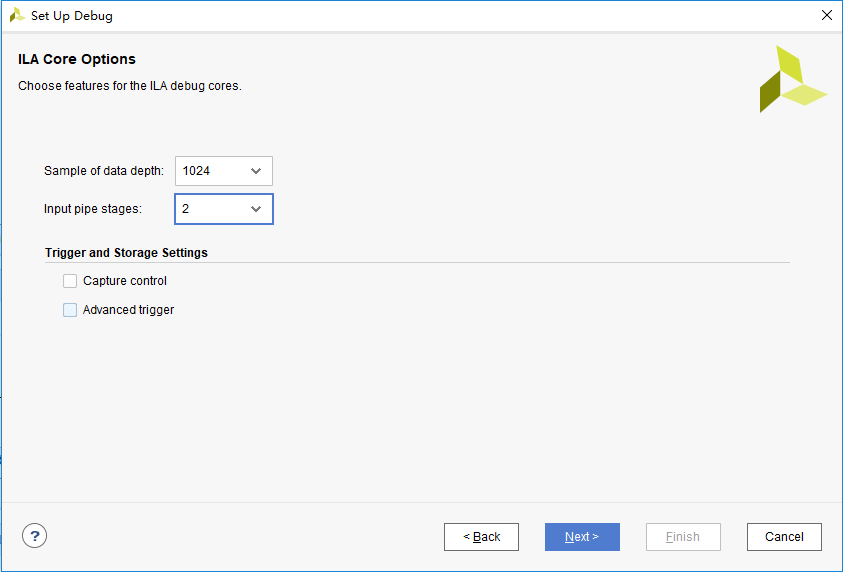 Set Up Debug
ILA Core Options
Choose features for the ILA debug cores.
Sample of data depth: 1024
Input pipe stages: 2
Trigger and Storage Settings
Capture control
Advanced trigger
? < Back Next > Finish Cancel